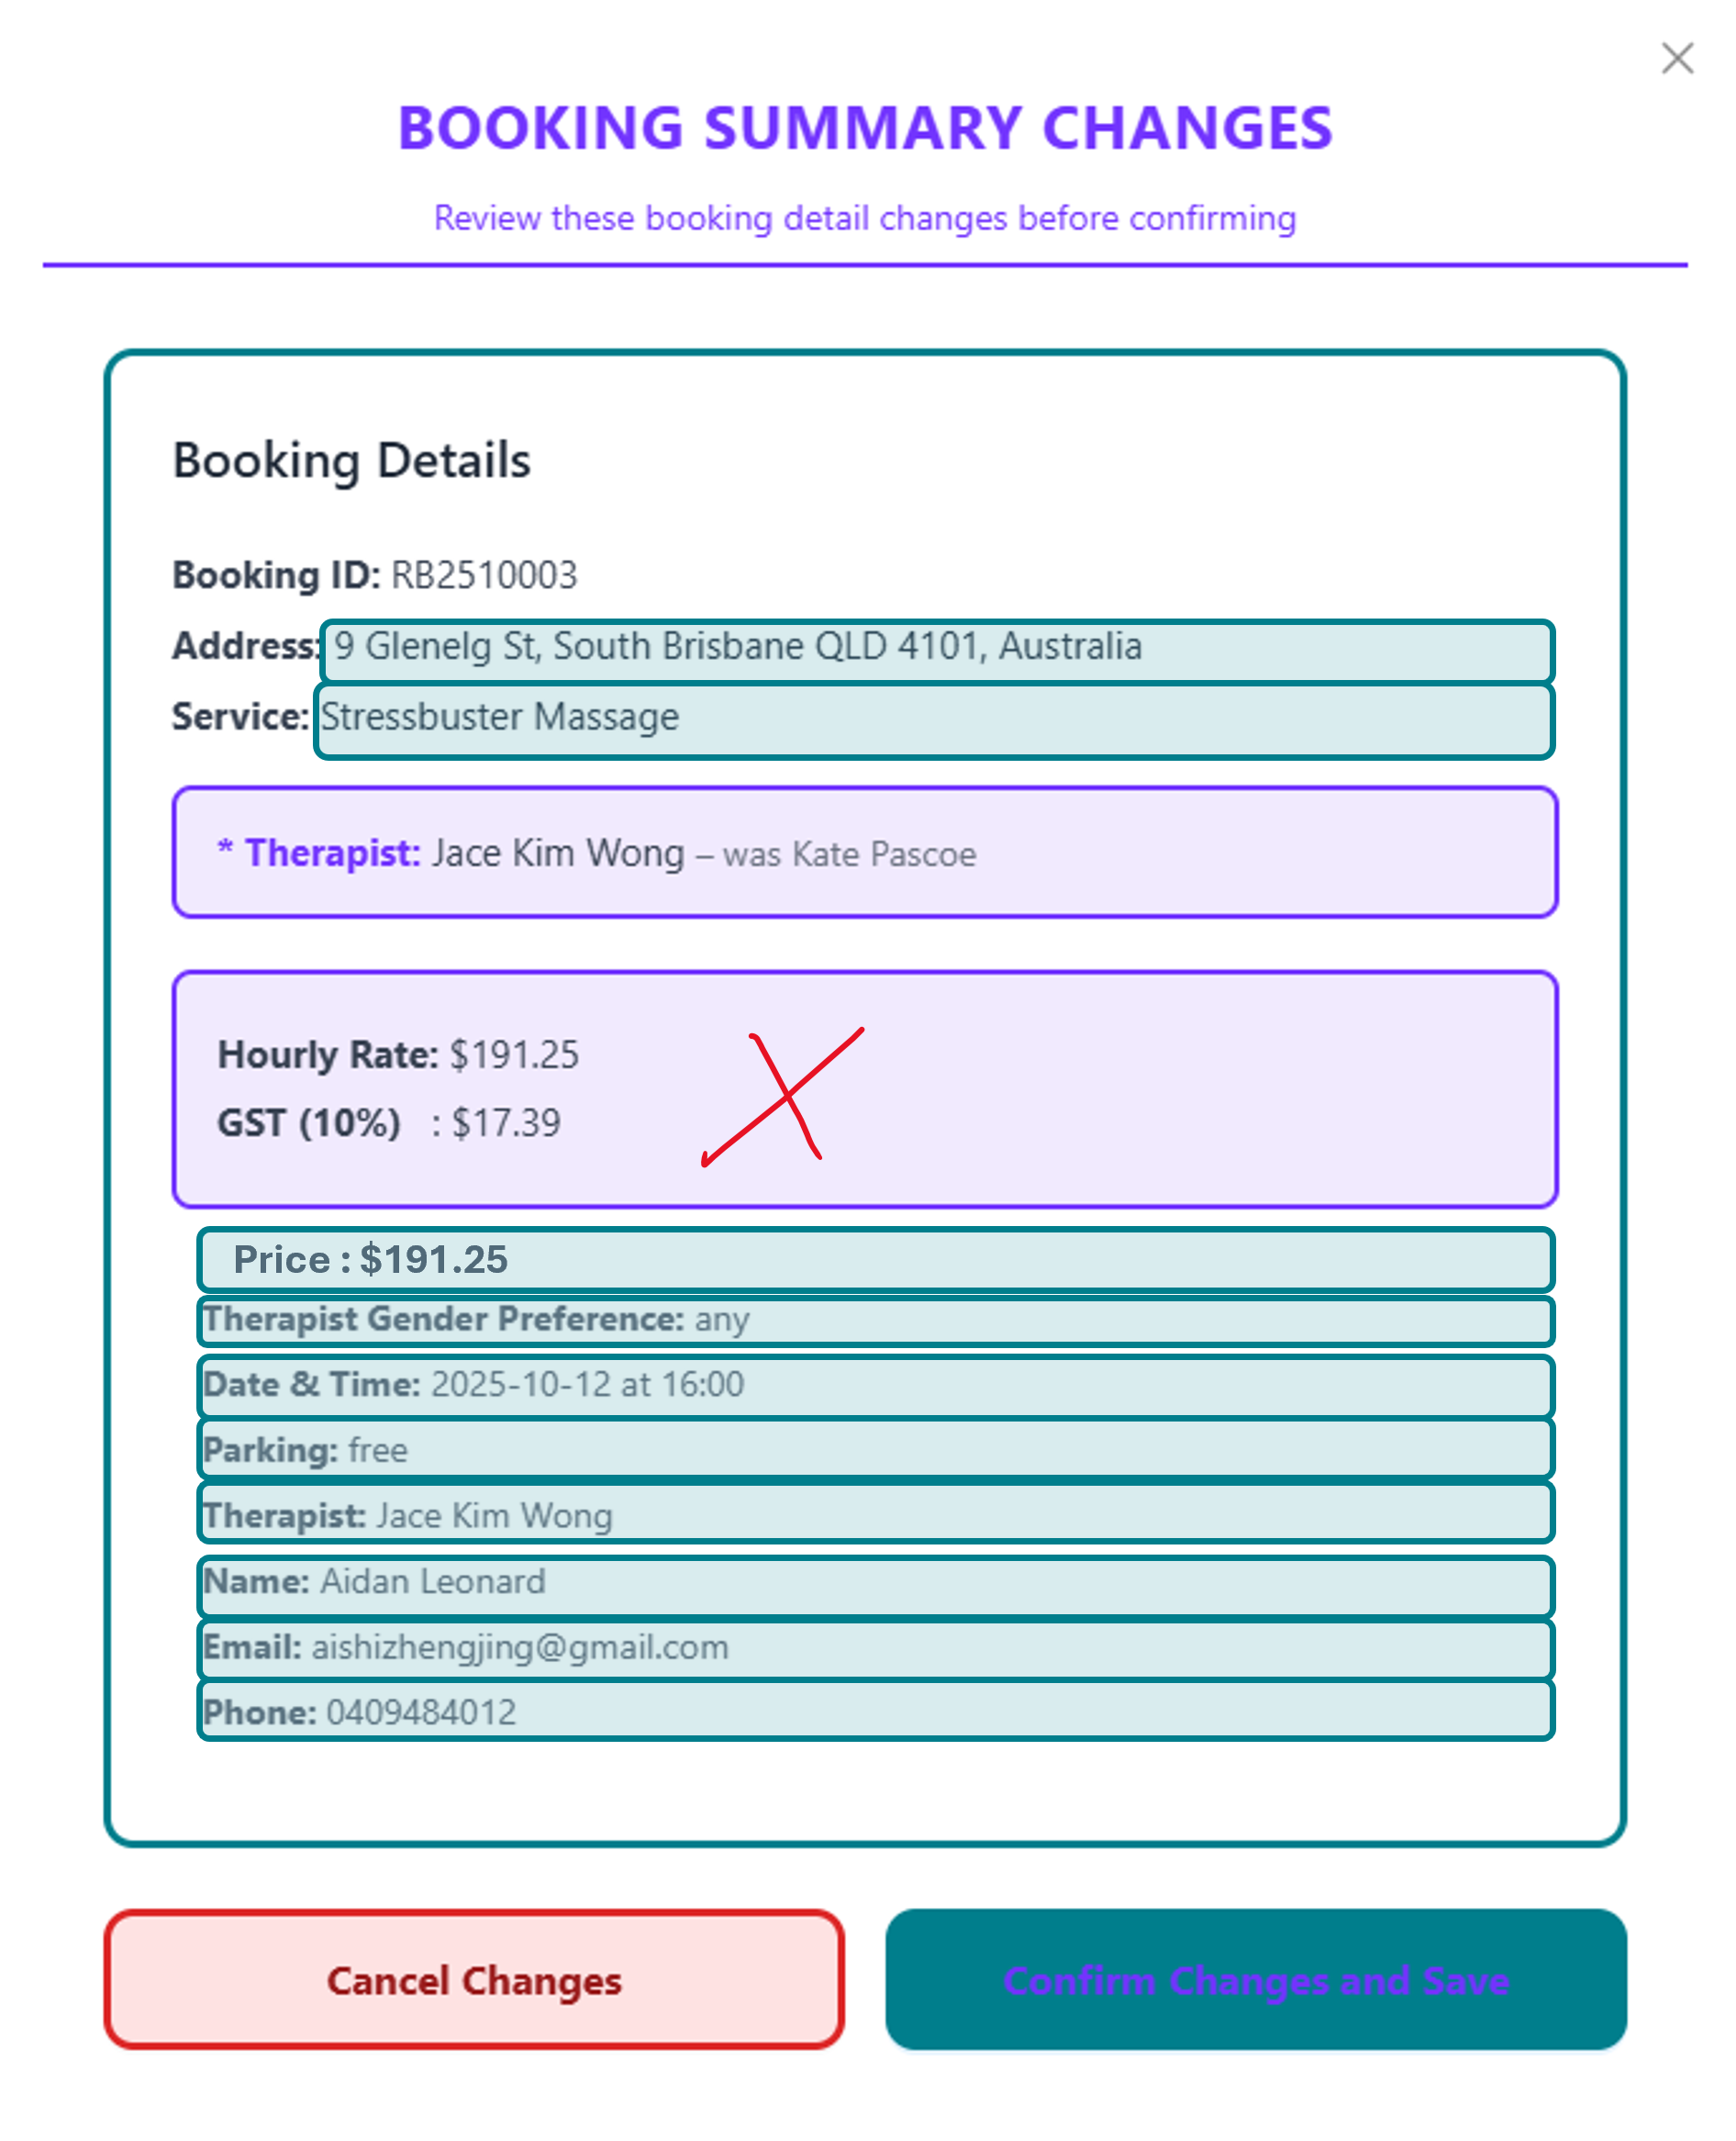 BOOKING SUMMARY CHANGES
Review these booking detail changes before confirming
Booking Details
Booking ID: RB2510003
Address: 9 Glenelg St, South Brisbane QLD 4101, Australia
Service: Stressbuster Massage
* Therapist: Jace Kim Wong – was Kate Pascoe
Hourly Rate: $191.25
GST (10%) : $17.39
Price : $191.25
Therapist Gender Preference: any
Date & Time: 2025-10-12 at 16:00
Parking: free
Therapist: Jace Kim Wong
Name: Aidan Leonard
Email: aishizhengjing@gmail.com
Phone: 0409484012
Cancel Changes
Confirm Changes and Save